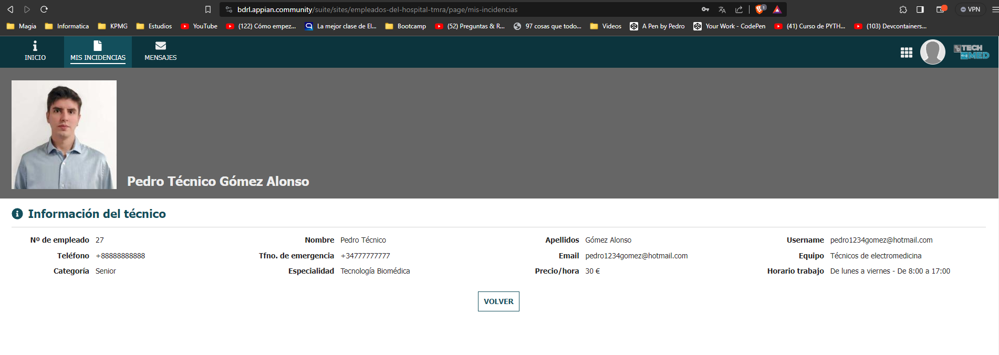 bdrl.appian.community/suite/sites/empleados-del-hospital-tmra/page/mis-incidencias
1
VPN
Magia Informatica KPMG Estudios YouTube (122) Cómo empez... La mejor clase de El... Bootcamp (52) Preguntas & R... 97 cosas que todo... Videos A Pen by Pedro Your Work - CodePen (41) Curso de PYTH... (103) Devcontainers...
INICIO MIS INCIDENCIAS MENSAJES
TECH
MED
Pedro Técnico Gómez Alonso
Información del técnico
Nº de empleado 27 Nombre Pedro Técnico Apellidos Gómez Alonso Username pedro1234gomez@hotmail.com
Teléfono +88888888888 Tfno. de emergencia +34777777777 Email pedro1234gomez@hotmail.com Equipo Técnicos de electromedicina
Categoría Senior Especialidad Tecnología Biomédica Precio/hora 30 € Horario trabajo De lunes a viernes - De 8:00 a 17:00
VOLVER